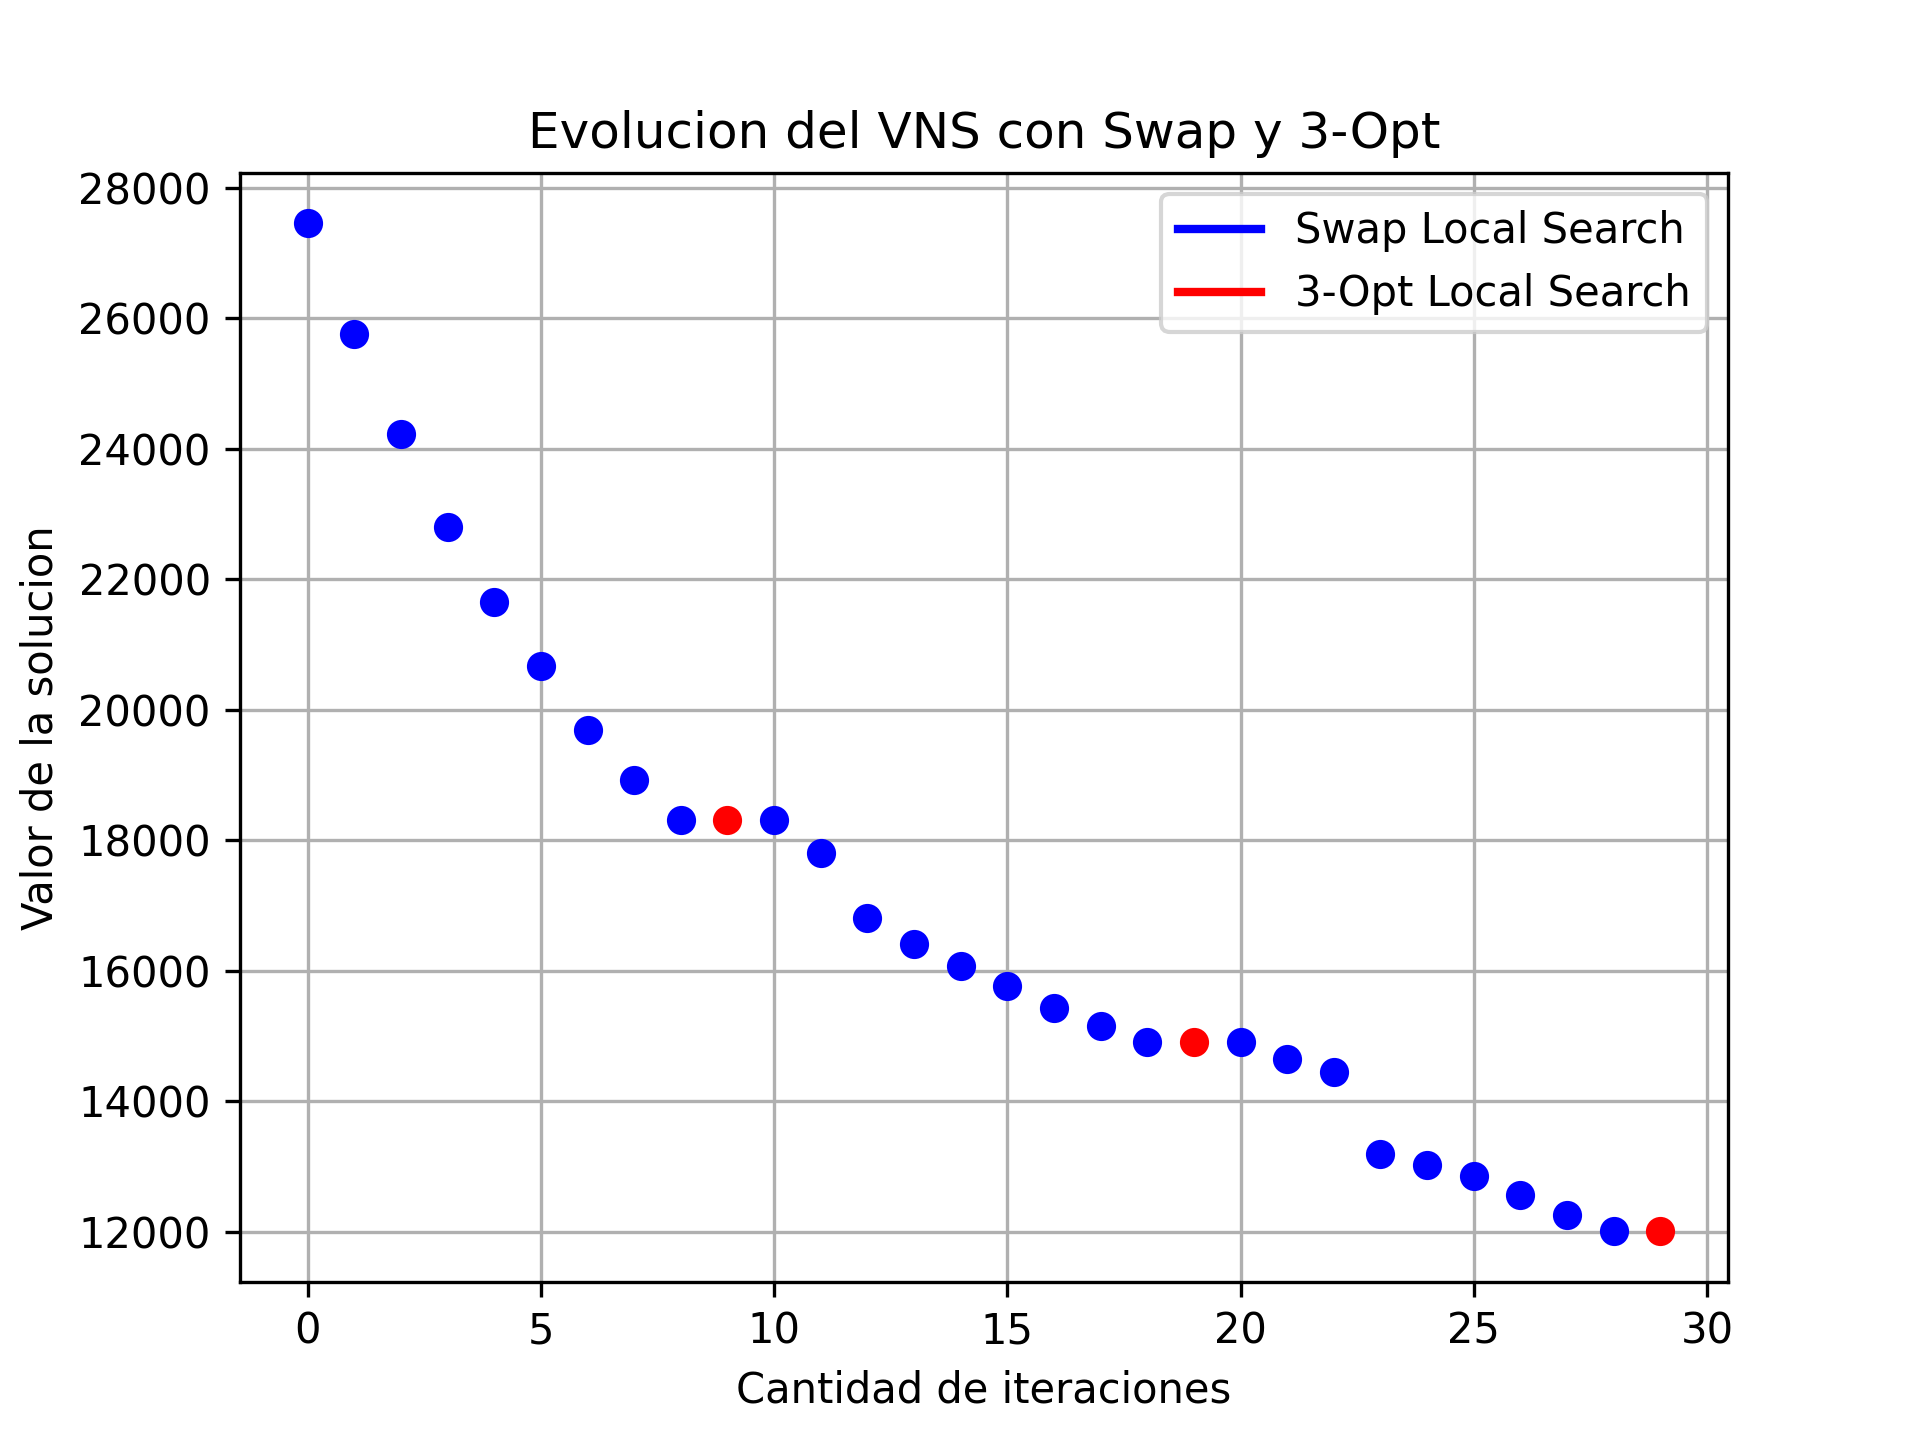 Evolucion del VNS con Swap y 3-Opt
28000
26000
24000
22000
20000
18000
16000
14000
12000
Valor de la solucion
Swap Local Search
3-Opt Local Search
0 5 10 15 20 25 30
Cantidad de iteraciones